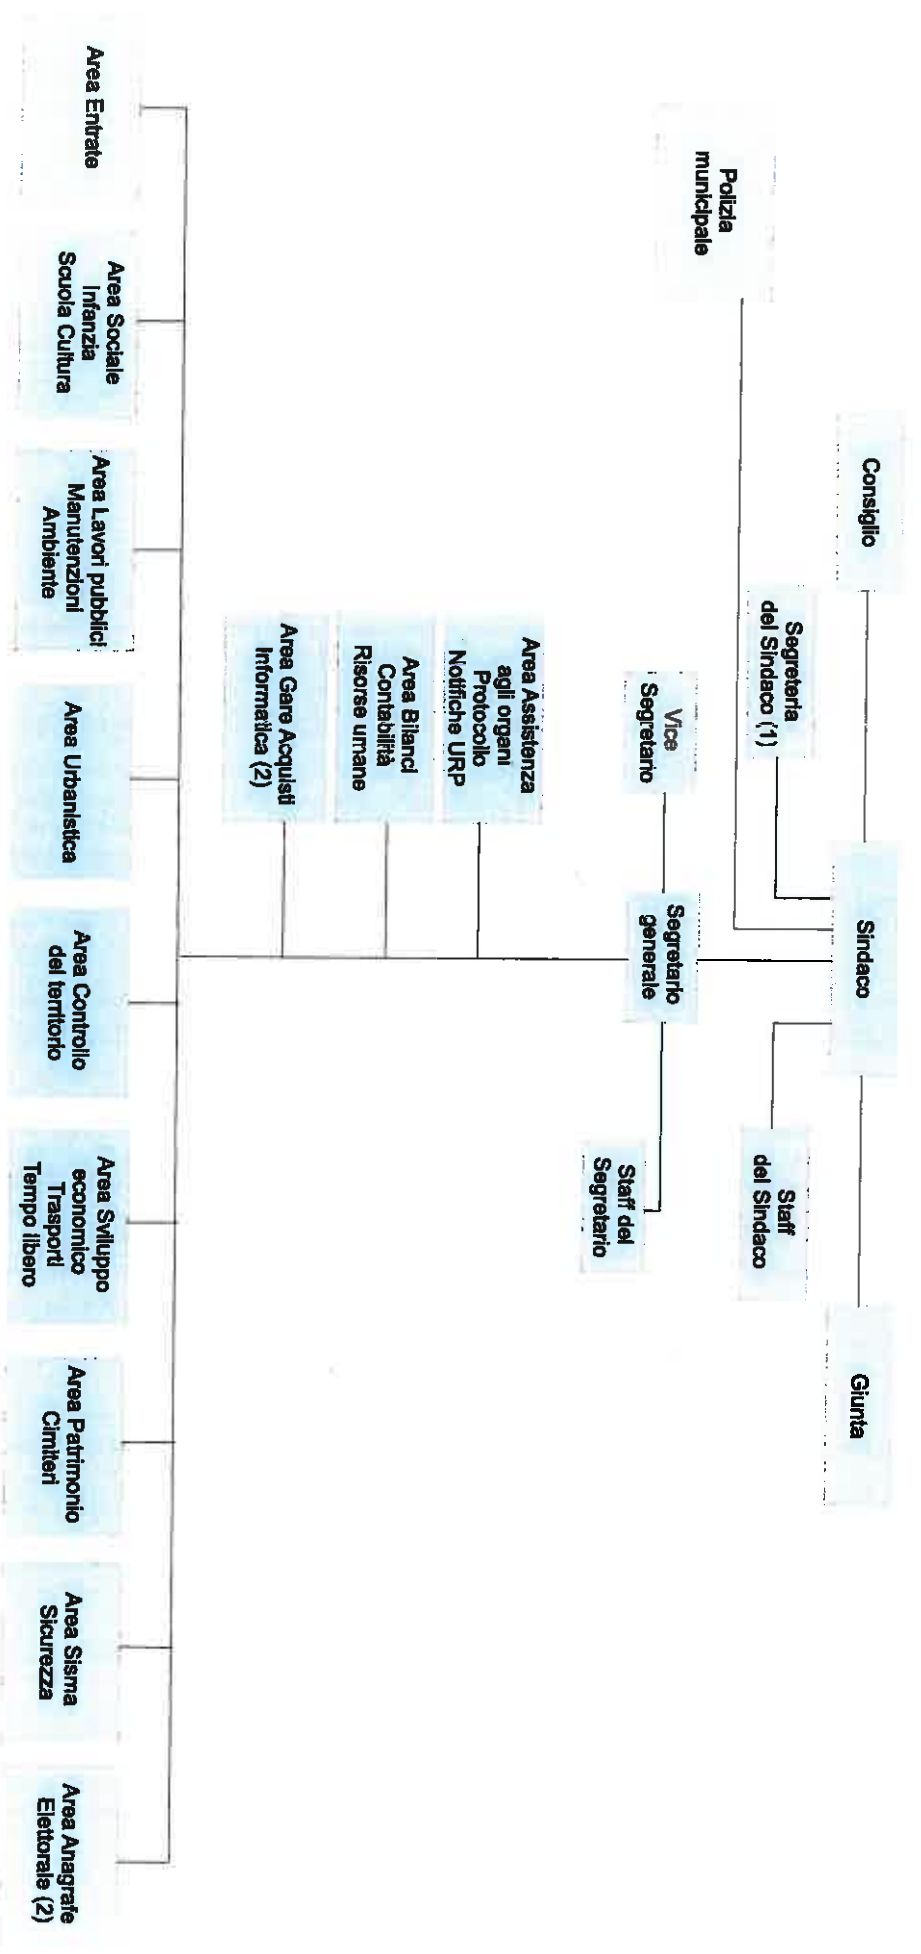 Consiglio
Sindaco
Giunta
Segreteria
del Sindaco (1)
Staff
del Sindaco
Polizia
municipale
Vice
Segretario
Segretario
generale
Staff del
Segretario
Area Assistenza
agli organi
Protocollo
Notifiche URP
Area Bilanci
Contabilità
Risorse umane
Area Gare Acquisti
Informatica (2)
Area Entrate
Area Sociale
Infanzia
Scuola Cultura
Area Lavori pubblici
Manutenzioni
Ambiente
Area Urbanistica
Area Controllo
del territorio
Area Sviluppo
economico
Trasporti
Tempo libero
Area Patrimonio
Cimiteri
Area Sisma
Sicurezza
Area Anagrafe
Elettorale (2)